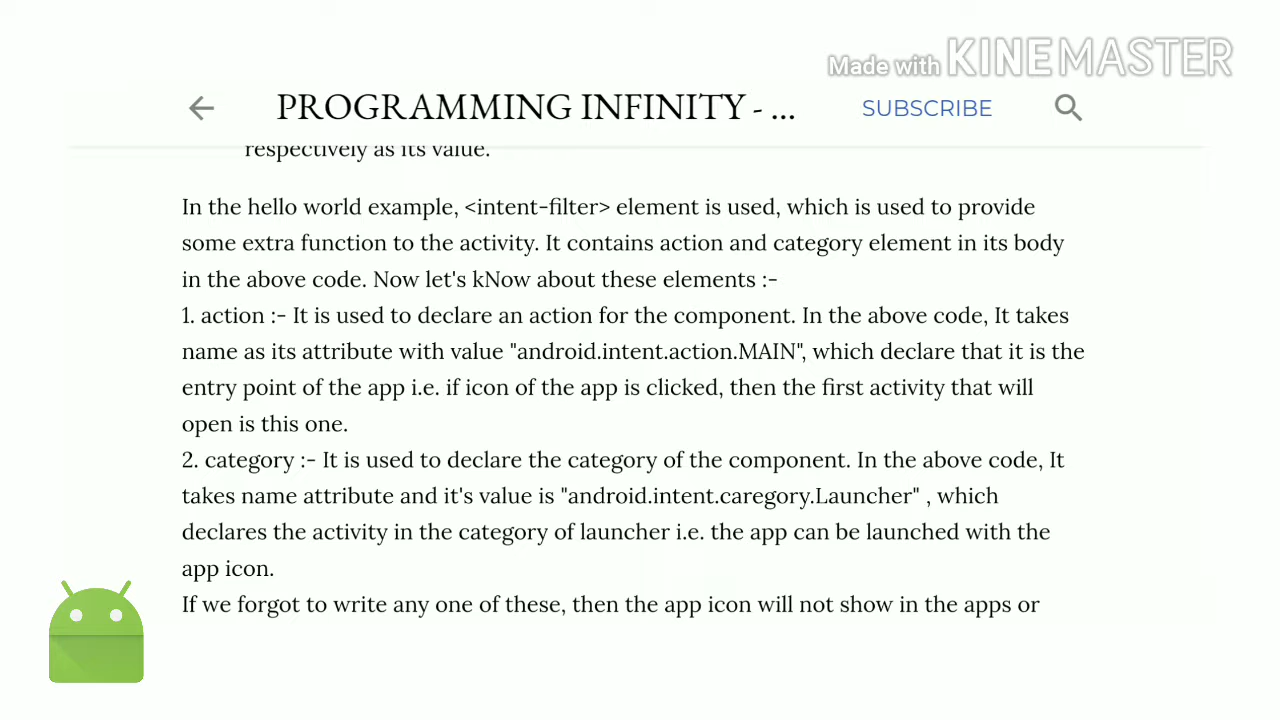 Made with KINEMASTER
PROGRAMMING INFINITY - ...
SUBSCRIBE
respectively as its value.
In the hello world example, <intent-filter> element is used, which is used to provide
some extra function to the activity. It contains action and category element in its body
in the above code. Now let's kNow about these elements :-
1. action :- It is used to declare an action for the component. In the above code, It takes
name as its attribute with value "android.intent.action.MAIN", which declare that it is the
entry point of the app i.e. if icon of the app is clicked, then the first activity that will
open is this one.
2. category :- It is used to declare the category of the component. In the above code, It
takes name attribute and it's value is "android.intent.caregory.Launcher" , which
declares the activity in the category of launcher i.e. the app can be launched with the
app icon.
If we forgot to write any one of these, then the app icon will not show in the apps or